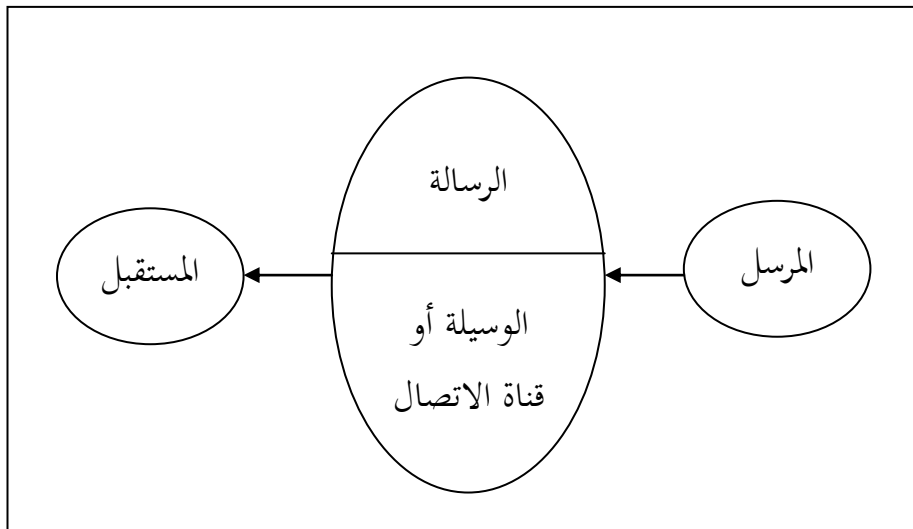 المرسل
الرسالة
الوسيلة أو
قناة الاتصال
المستقبل